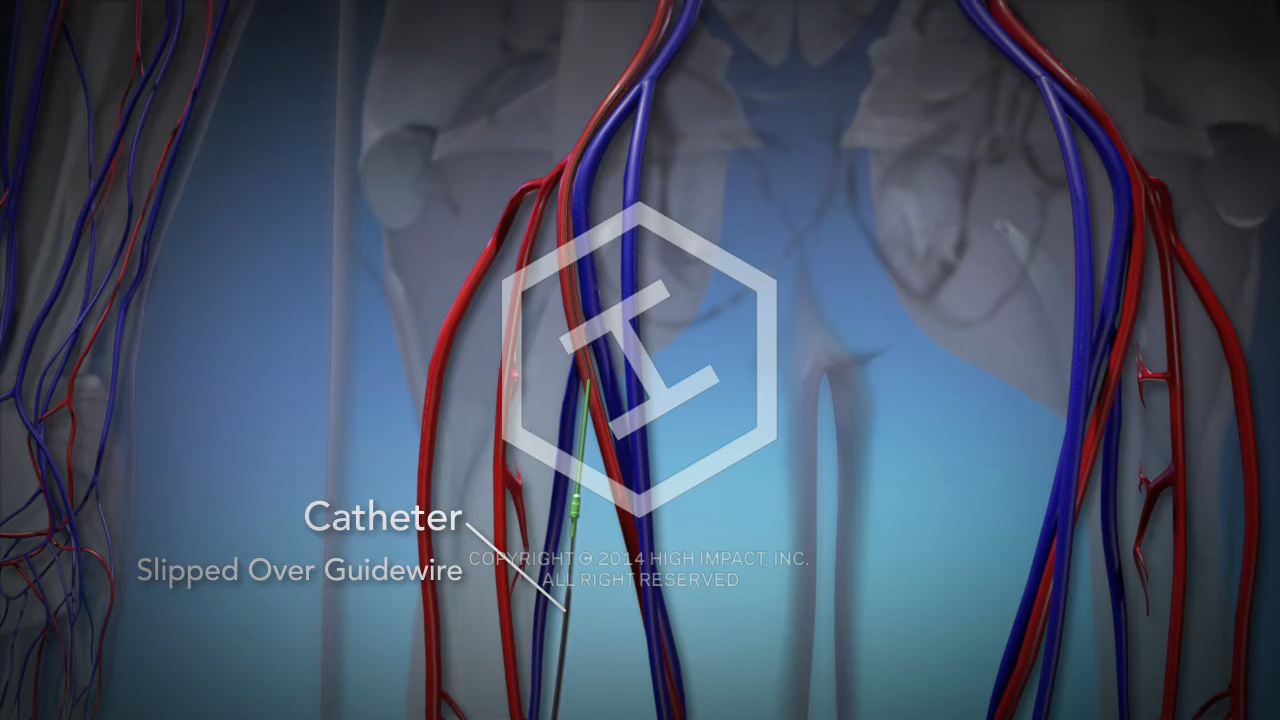 Catheter
Slipped Over Guidewire
COPYRIGHT © 2014 HIGH IMPACT, INC.
ALL RIGHT RESERVED